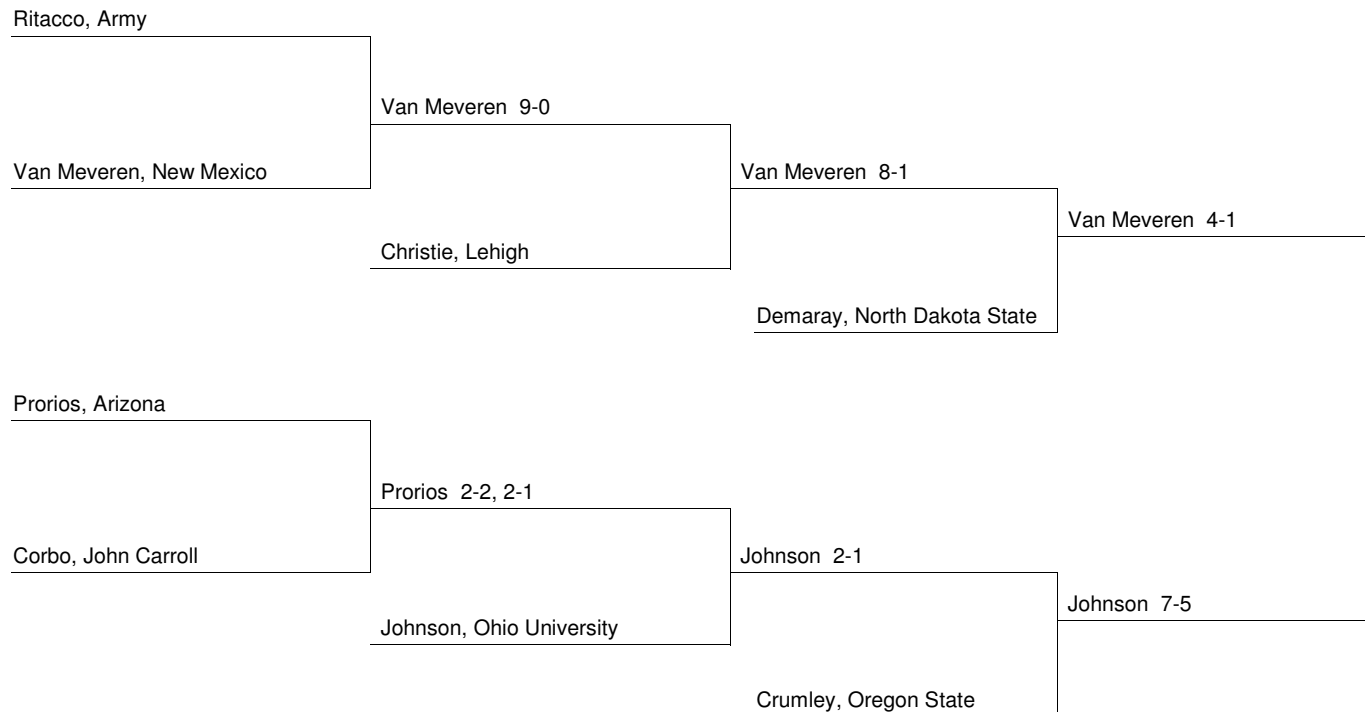 Ritacco, Army
Van Meveren  9-0
Van Meveren, New Mexico
Van Meveren  8-1
Van Meveren  4-1
Christie, Lehigh
Demaray, North Dakota State
Prorios, Arizona
Prorios  2-2, 2-1
Corbo, John Carroll
Johnson  2-1
Johnson  7-5
Johnson, Ohio University
Crumley, Oregon State